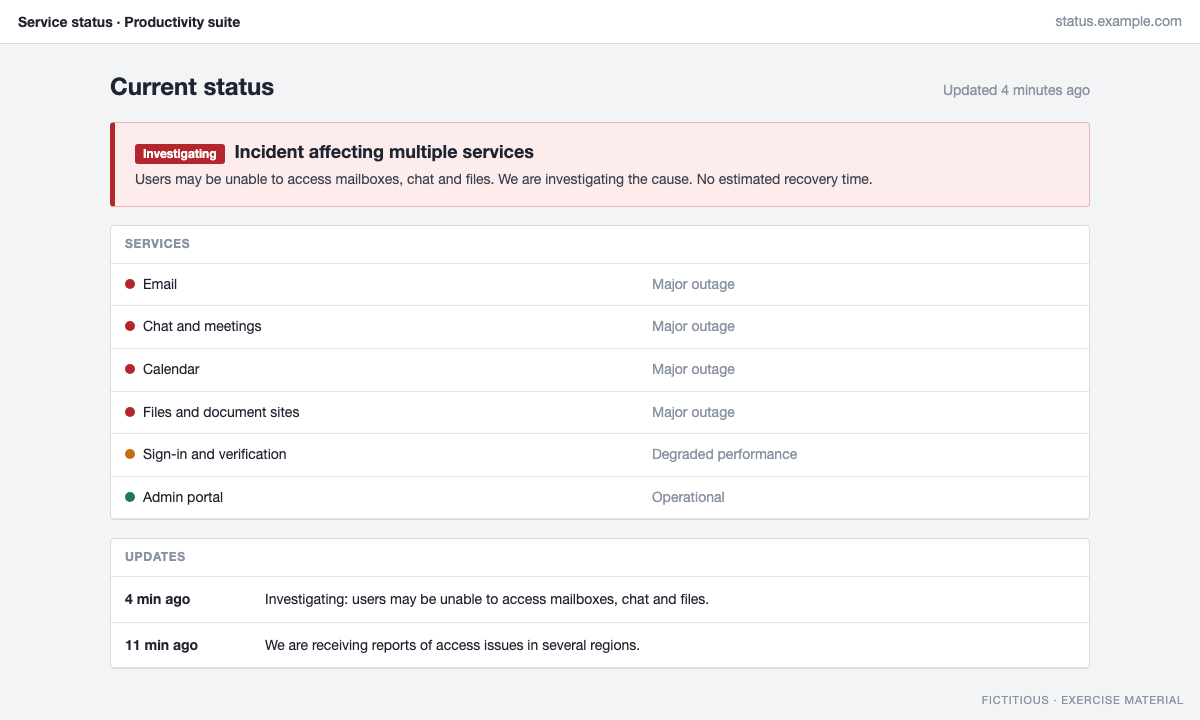 Service status · Productivity suite
status.example.com
Current status
Updated 4 minutes ago
Investigating Incident affecting multiple services
Users may be unable to access mailboxes, chat and files. We are investigating the cause. No estimated recovery time.
SERVICES
Email Major outage
Chat and meetings Major outage
Calendar Major outage
Files and document sites Major outage
Sign-in and verification Degraded performance
Admin portal Operational
UPDATES
4 min ago Investigating: users may be unable to access mailboxes, chat and files.
11 min ago We are receiving reports of access issues in several regions.
FICTITIOUS · EXERCISE MATERIAL